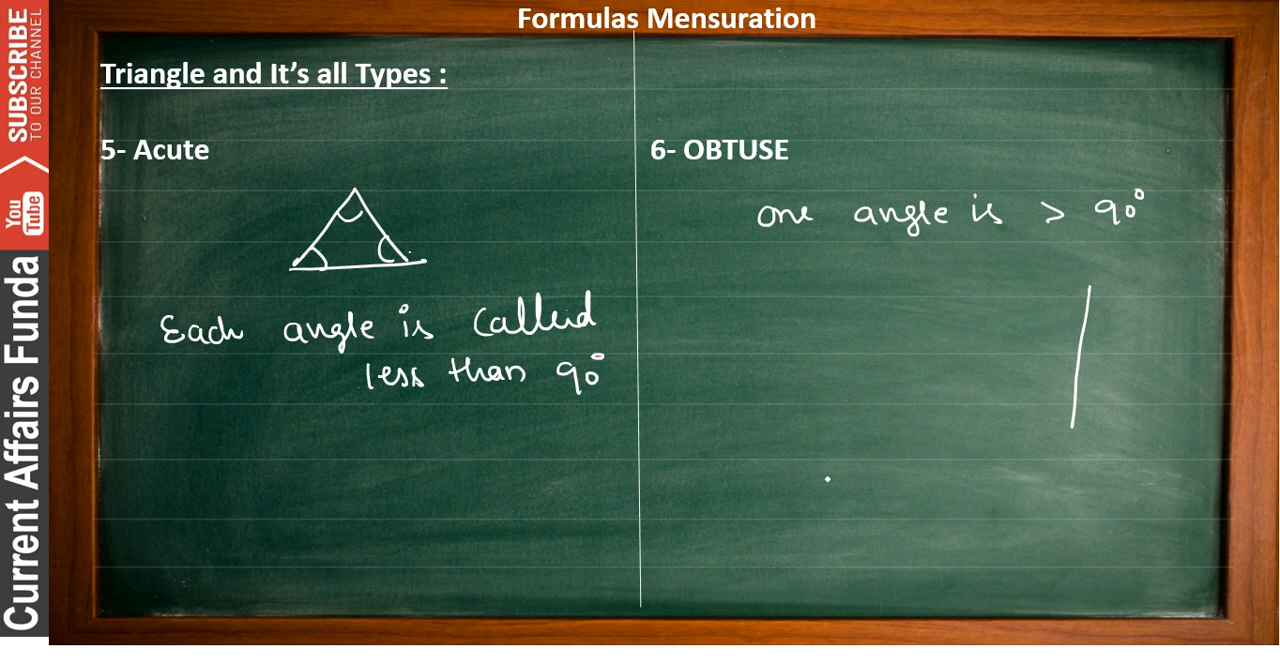 Formulas Mensuration
SUBSCRIBE
TO OUR CHANNEL
You
Tube
Current Affairs Funda
Triangle and It's all Types :
5- Acute
Each angle is called
less than 90°
6- OBTUSE
one angle is > 90°